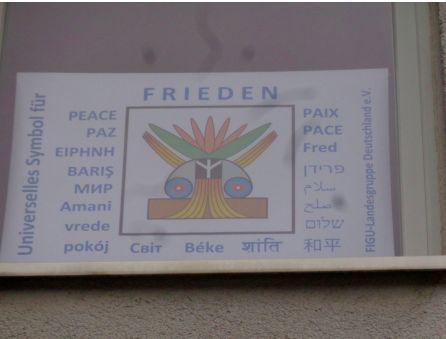 FRIEDEN
Universelles Symbol für
PEACE
PAZ
ΕΙΡΗΝΗ
BARIŞ
МИР
Amani
vrede
pokój
Світ
Béke
शांति
和平
PAIX
PACE
Fred
פרידן
سلام
صلح
שלום
FIGU-Landesgruppe Deutschland e.V.